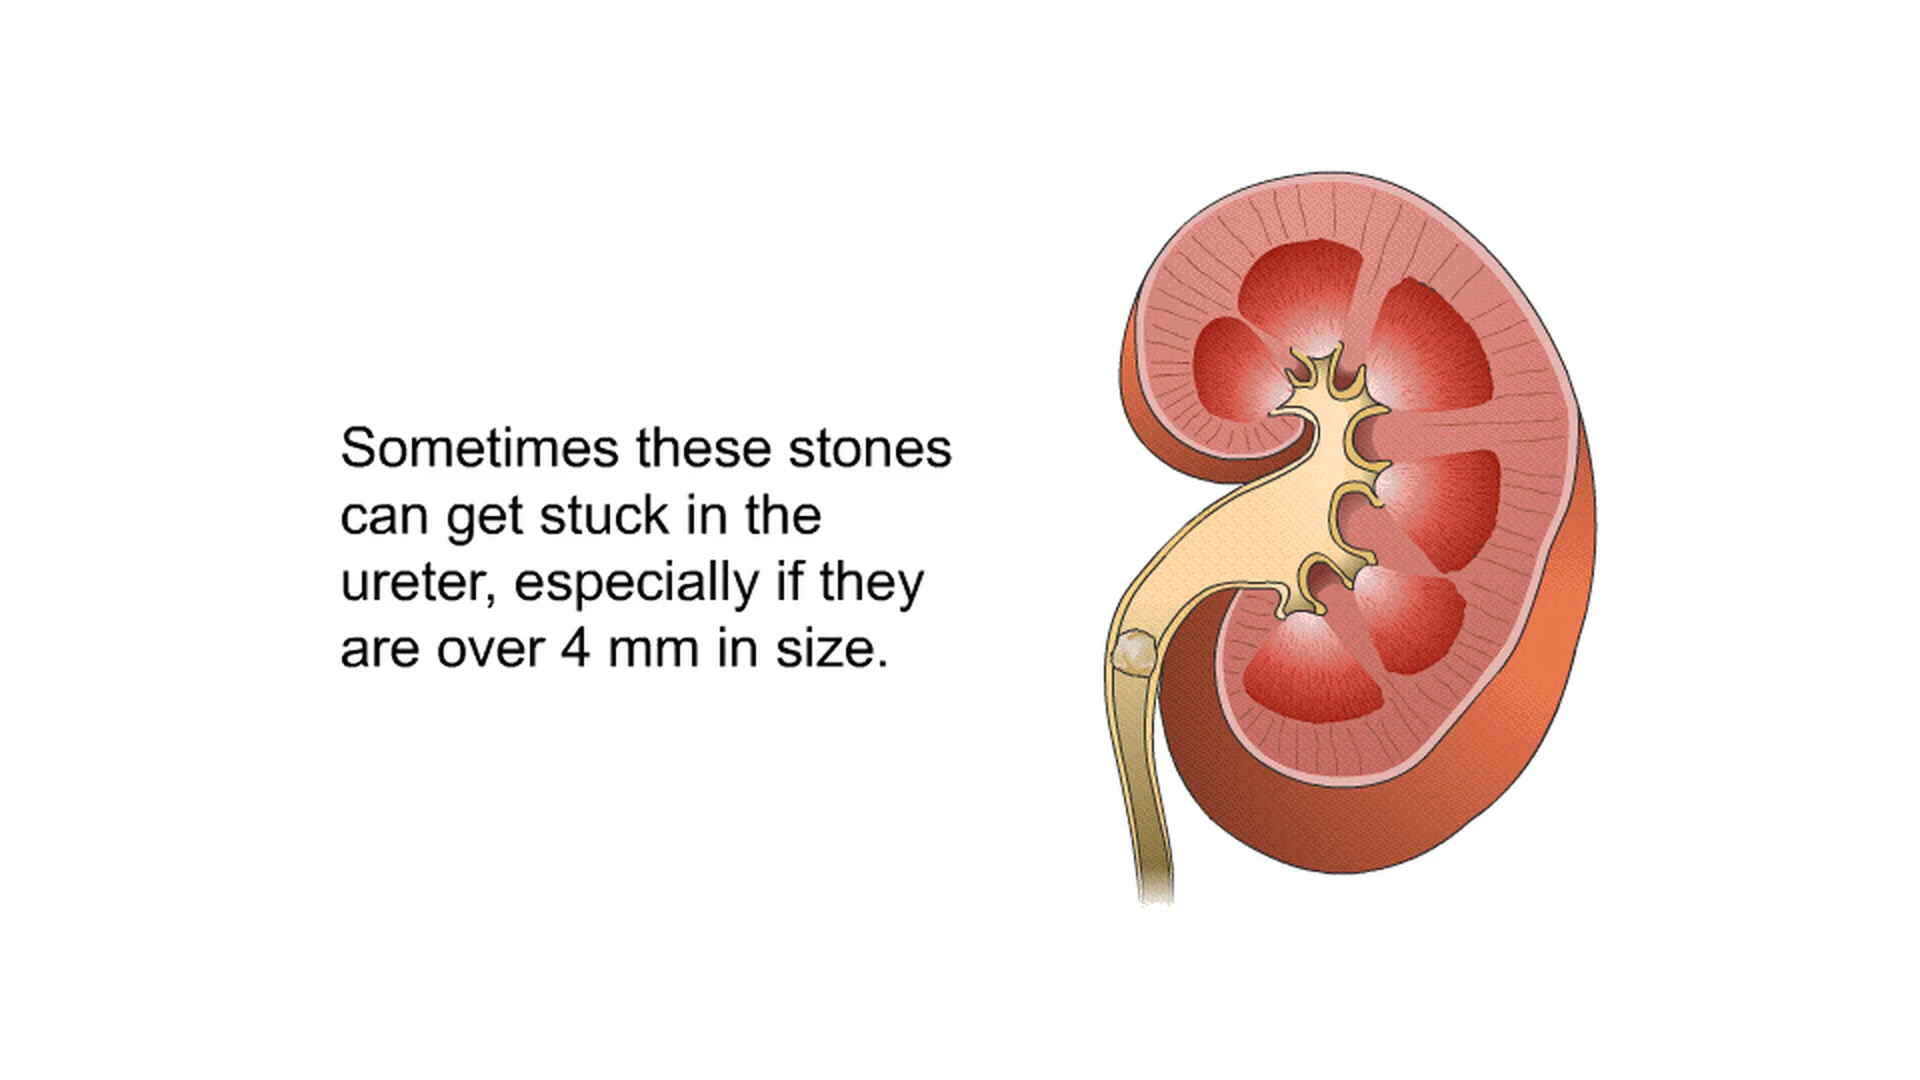 Sometimes these stones
can get stuck in the
ureter, especially if they
are over 4 mm in size.